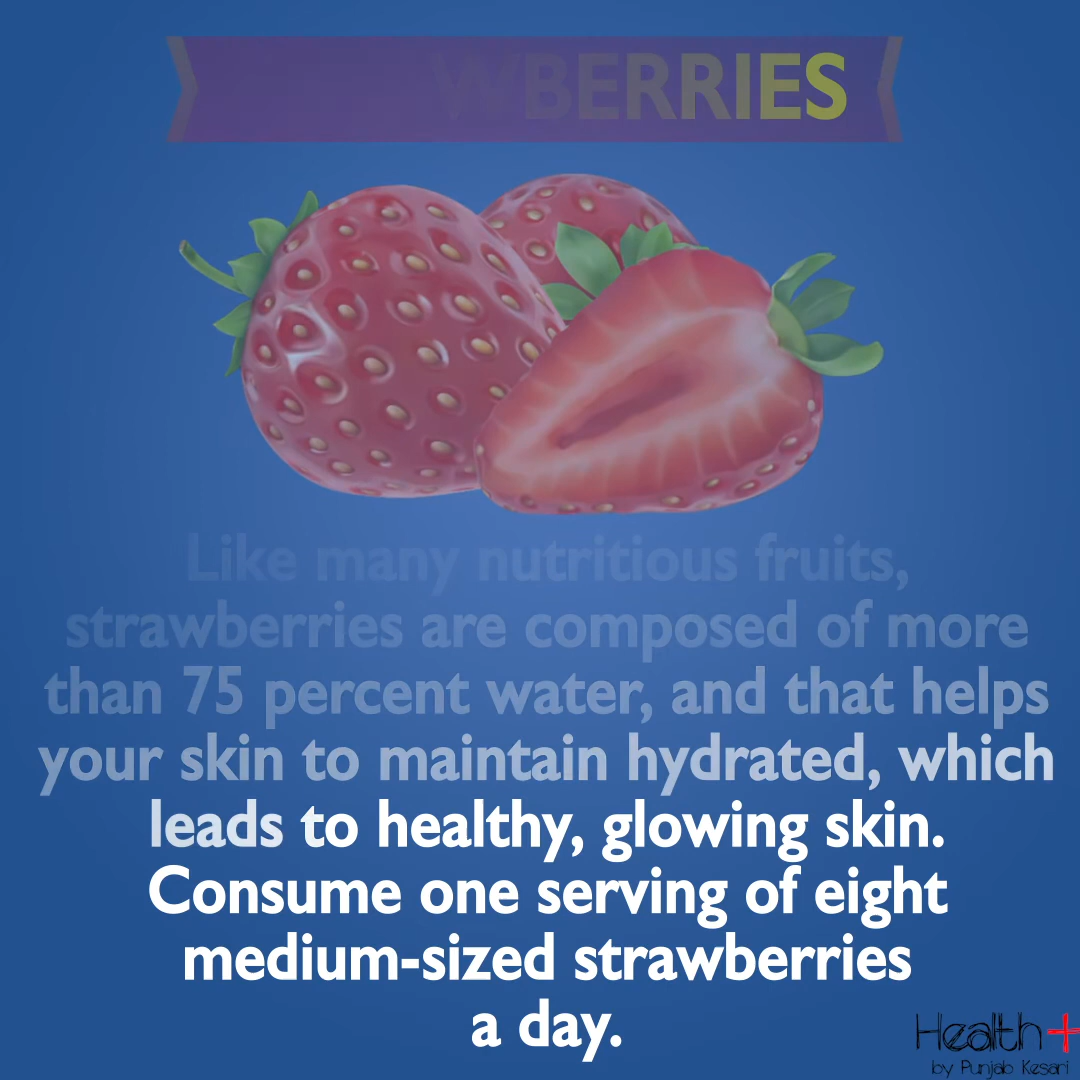 WBERRIES
Like many nutritious fruits,
strawberries are composed of more
than 75 percent water, and that helps
your skin to maintain hydrated, which
leads to healthy, glowing skin.
Consume one serving of eight
medium-sized strawberries
a day.
Health+
by Punjab Kesari